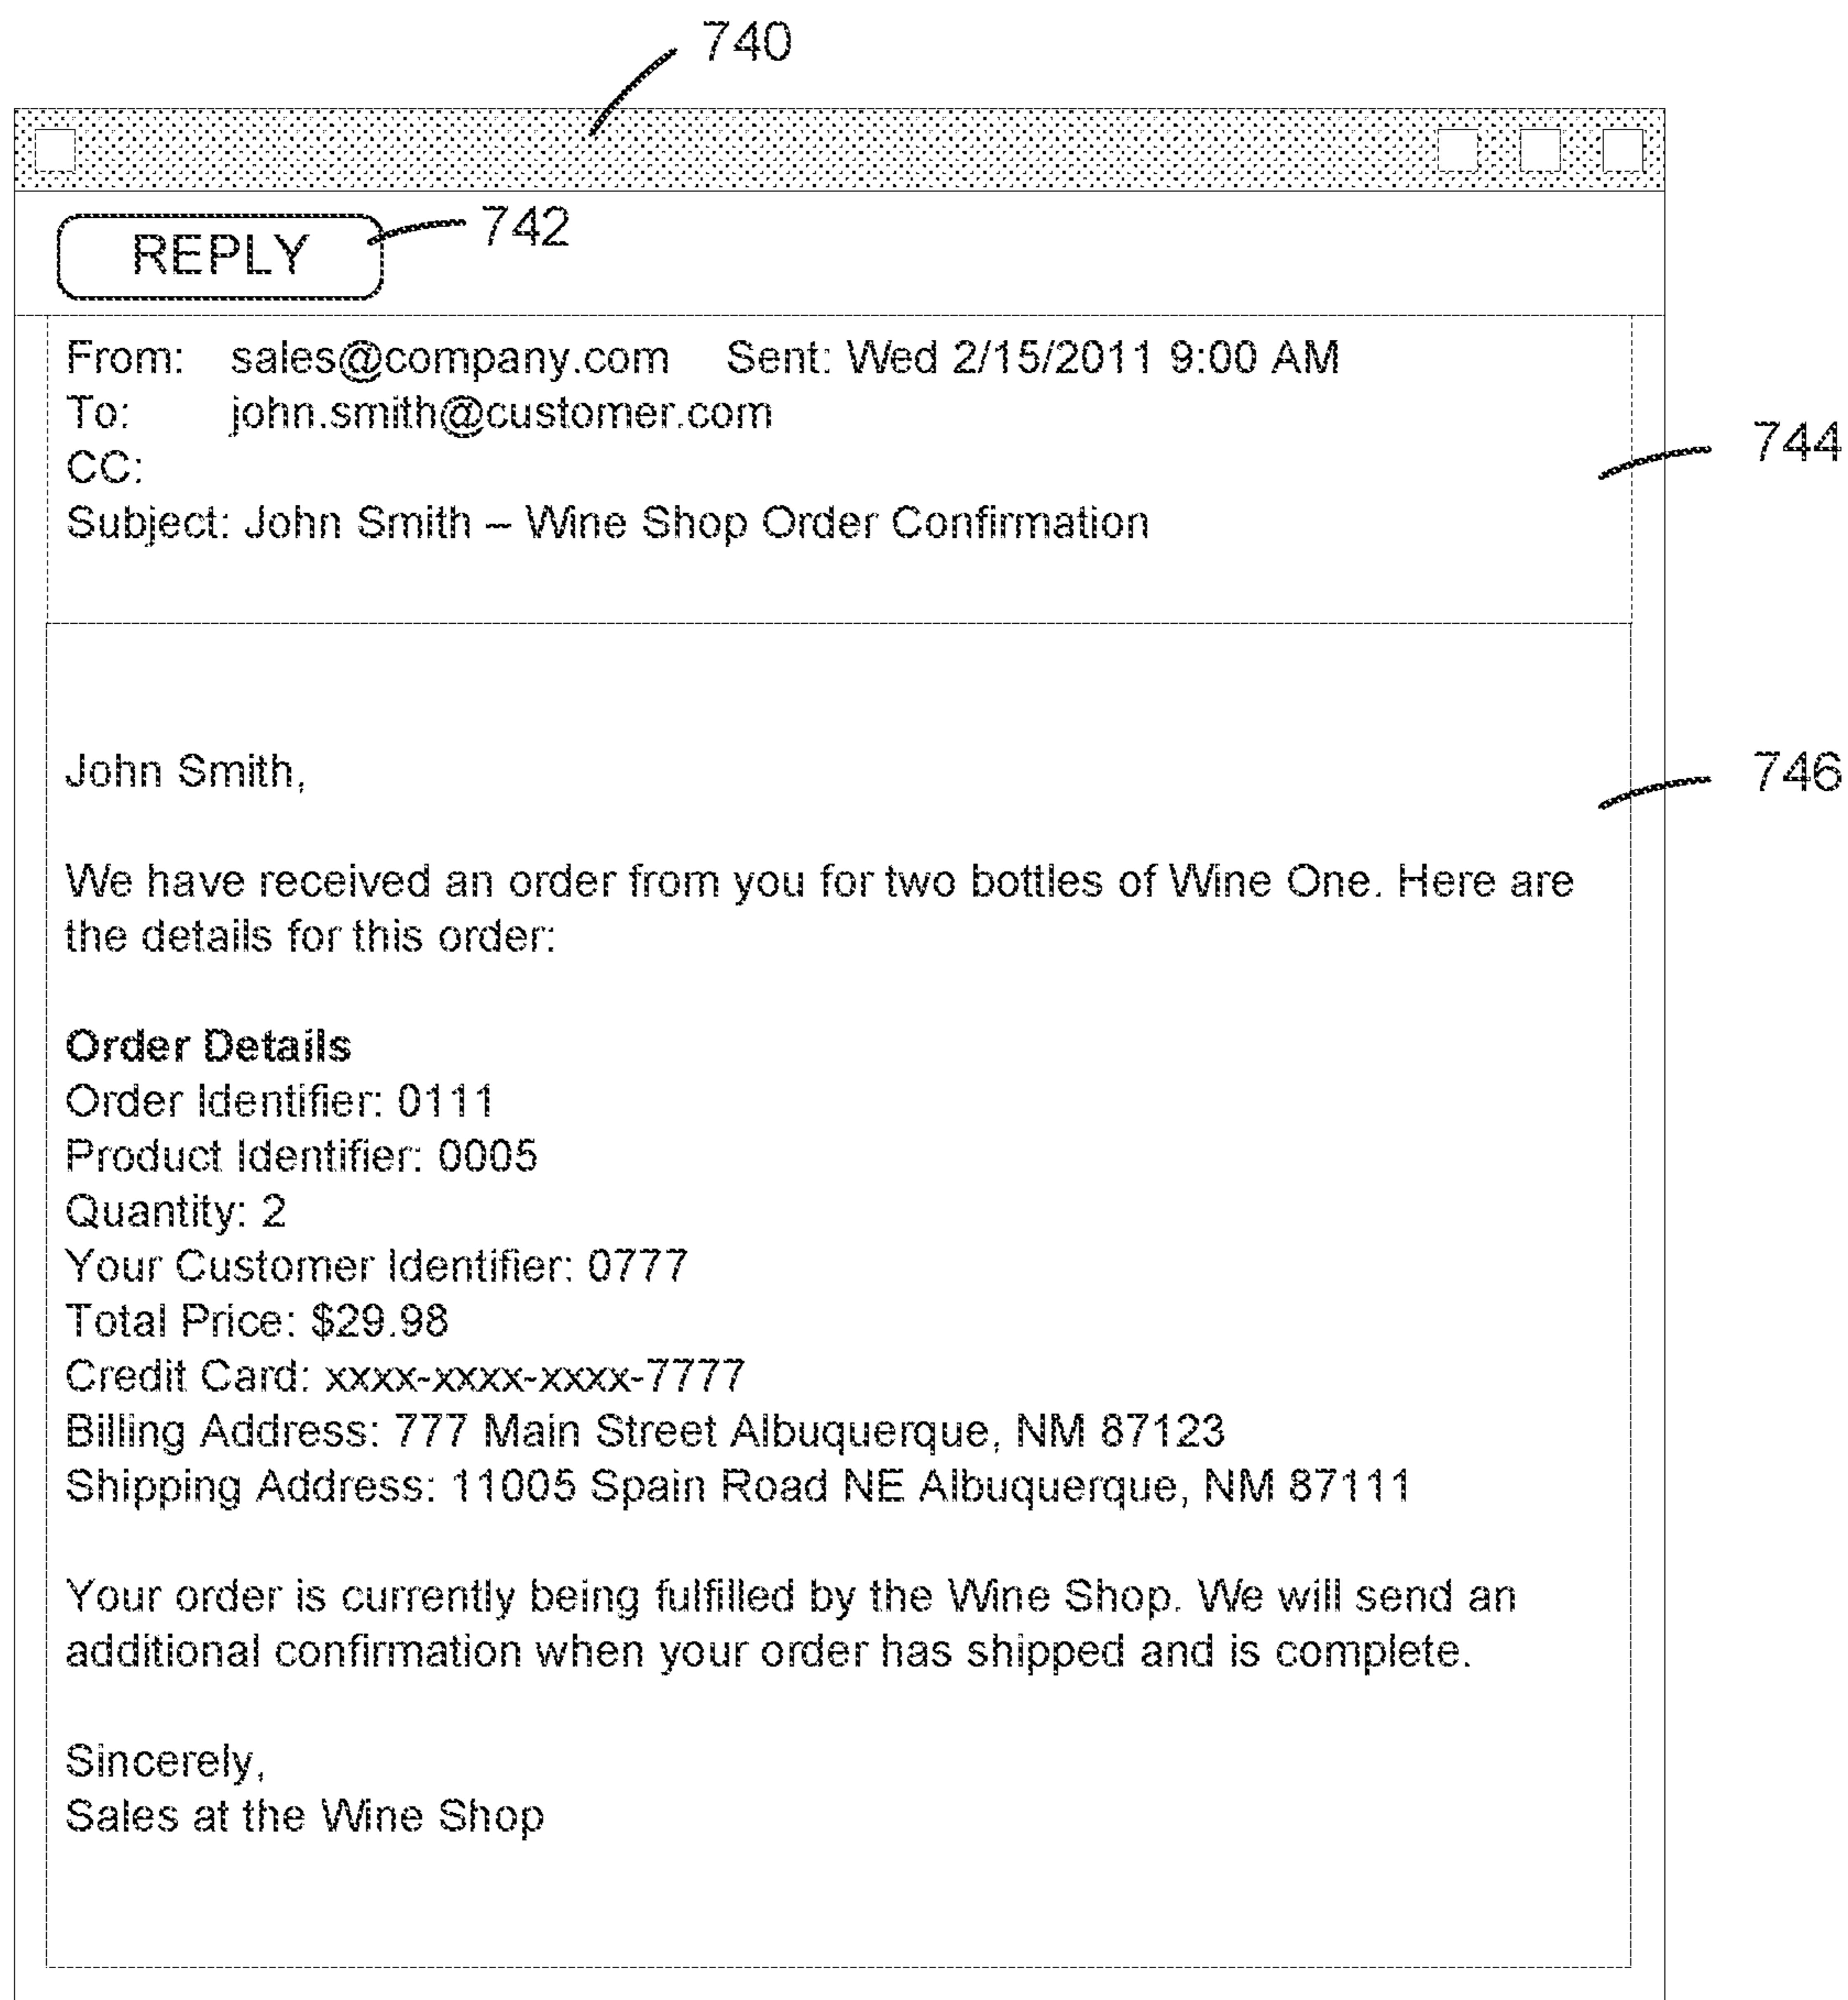 740
REPLY 742
From: sales@company.com Sent: Wed 2/15/2011 9:00 AM
To: john.smith@customer.com
CC:
744
Subject: John Smith – Wine Shop Order Confirmation
John Smith,
746
We have received an order from you for two bottles of Wine One. Here are
the details for this order:
Order Details
Order Identifier: 0111
Product Identifier: 0005
Quantity: 2
Your Customer Identifier: 0777
Total Price: $29.98
Credit Card: xxxx-xxxx-xxxx-7777
Billing Address: 777 Main Street Albuquerque, NM 87123
Shipping Address: 11005 Spain Road NE Albuquerque, NM 87111
Your order is currently being fulfilled by the Wine Shop. We will send an
additional confirmation when your order has shipped and is complete.
Sincerely,
Sales at the Wine Shop